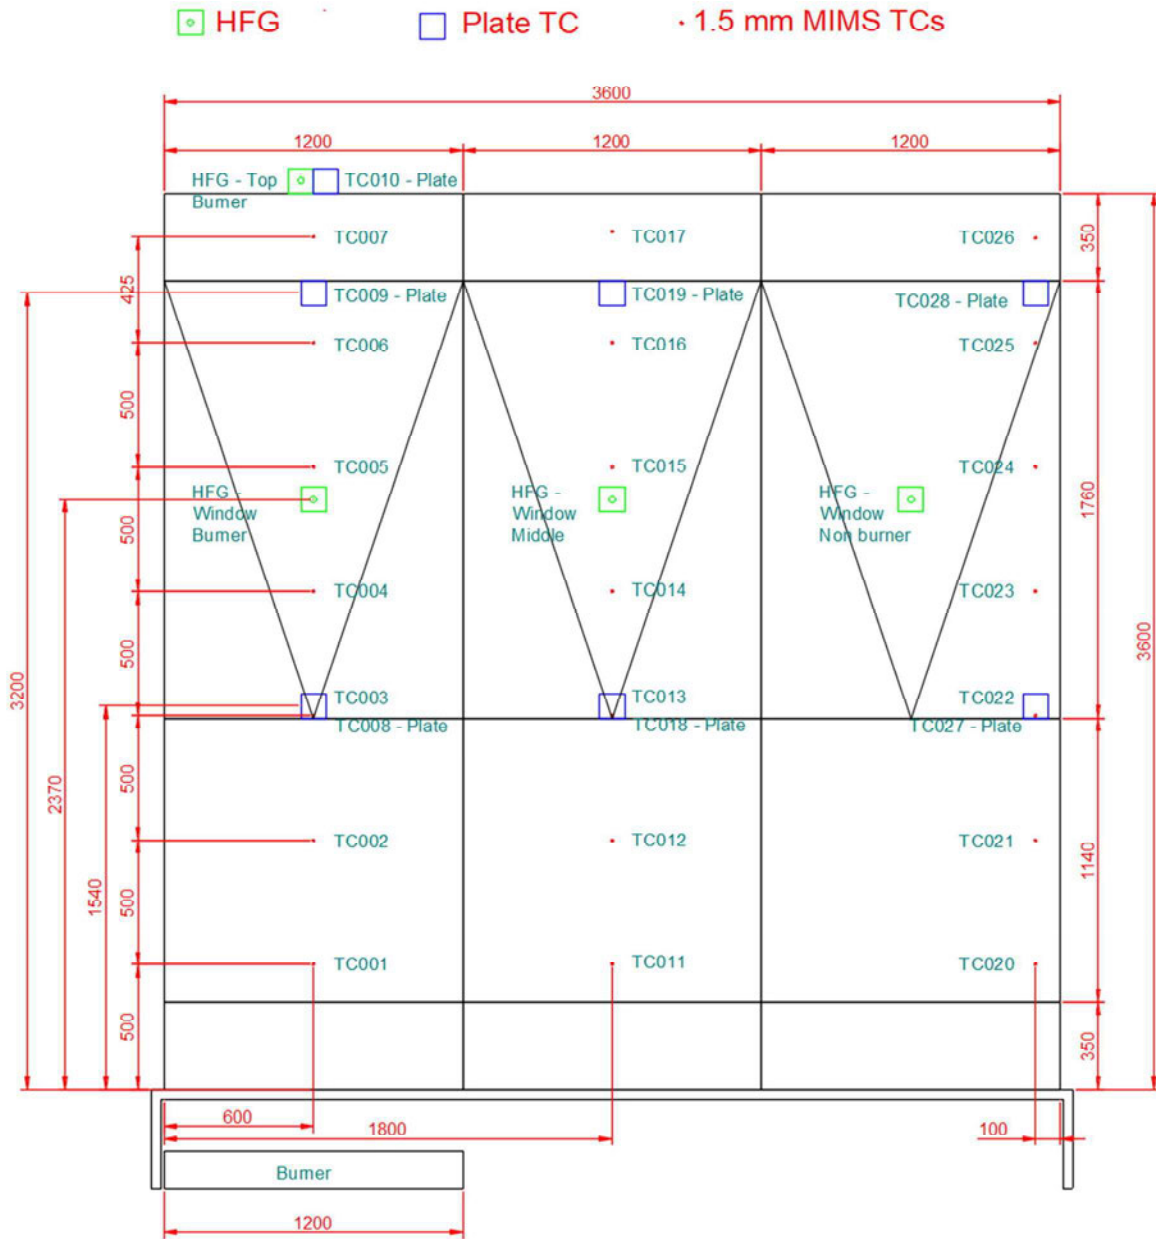 HFG
Plate TC
1.5 mm MIMS TCs
3600
1200
1200
1200
HFG - Top
Burner
TC010 - Plate
TC007
TC017
TC026
350
425
TC009 - Plate
TC019 - Plate
TC028 - Plate
TC006
TC016
TC025
500
TC005
TC015
TC024
HFG -
Window
Burner
HFG -
Window
Middle
HFG -
Window
Non burner
1760
500
TC004
TC014
TC023
3600
500
3200
TC003
TC013
TC022
TC008 - Plate
TC018 - Plate
TC027 - Plate
2370
500
TC002
TC012
TC021
1140
1540
500
TC001
TC011
TC020
500
350
600
1800
100
Burner
1200